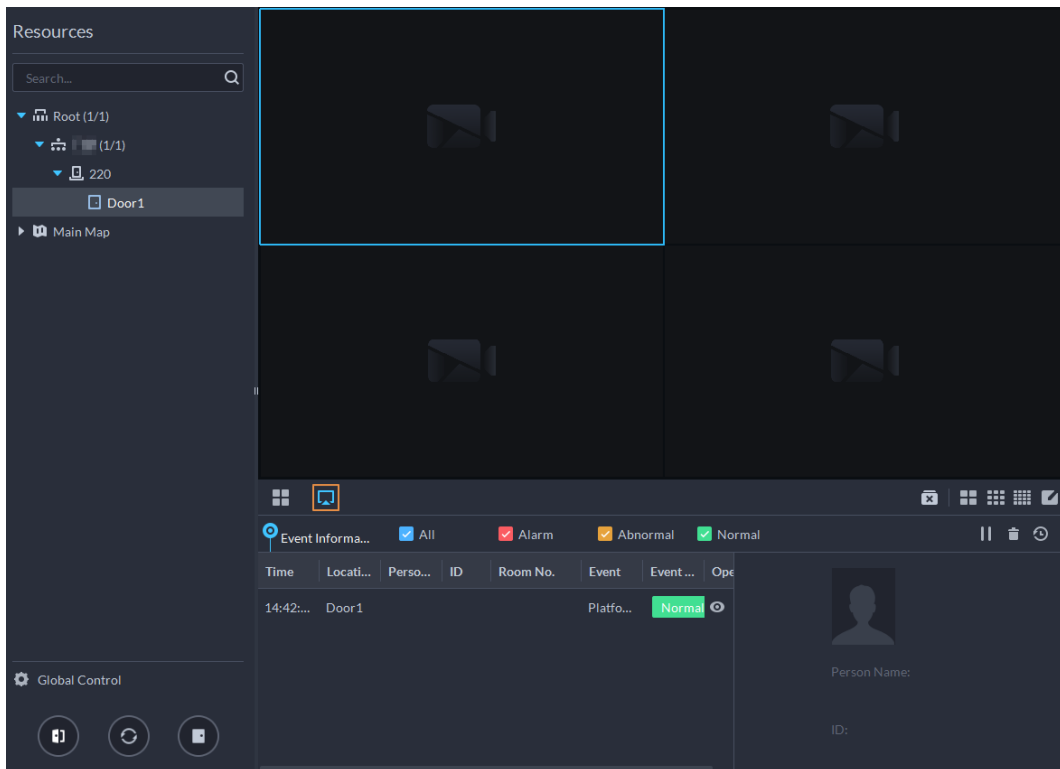 Resources
Search...
Root (1/1)
(1/1)
220
Door1
Main Map
Global Control
Event Informa...
All
Alarm
Abnormal
Normal
Time Locati... Perso... ID Room No. Event Event ... Ope
14:42:... Door1 Platfo... Normal
Person Name:
ID: